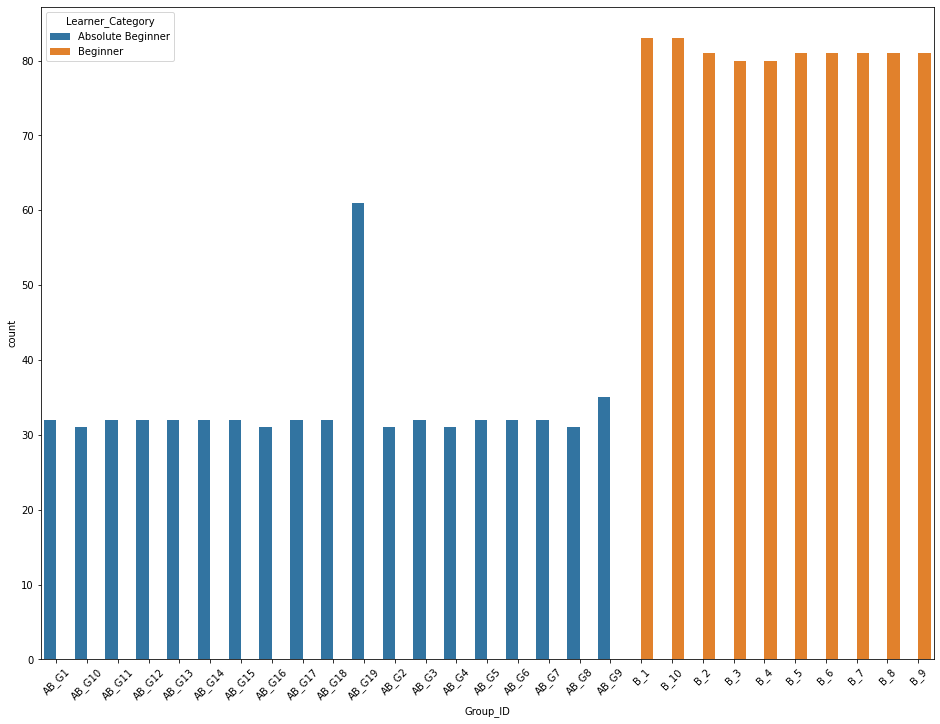 Learner_Category
Absolute Beginner
Beginner
80
70
60
50
40
30
20
10
0
count
AB_G1 AB_G10 AB_G11 AB_G12 AB_G13 AB_G14 AB_G15 AB_G16 AB_G17 AB_G18 AB_G19 AB_G2 AB_G3 AB_G4 AB_G5 AB_G6 AB_G7 AB_G8 AB_G9 B_1 B_10 B_2 B_3 B_4 B_5 B_6 B_7 B_8 B_9
Group_ID